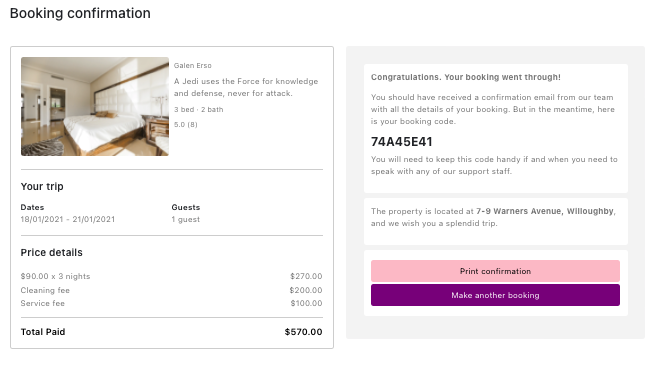 Booking confirmation
Galen Erso
A Jedi uses the Force for knowledge
and defense, never for attack.
3 bed · 2 bath
5.0 (8)
Your trip
Dates
Guests
18/01/2021 - 21/01/2021
1 guest
Price details
$90.00 x 3 nights
$270.00
Cleaning fee
$200.00
Service fee
$100.00
Total Paid
$570.00
Congratulations. Your booking went through!
You should have received a confirmation email from our team
with all the details of your booking. But in the meantime, here
is your booking code.
74A45E41
You will need to keep this code handy if and when you need to
speak with any of our support staff.
The property is located at 7-9 Warners Avenue, Willoughby,
and we wish you a splendid trip.
Print confirmation
Make another booking